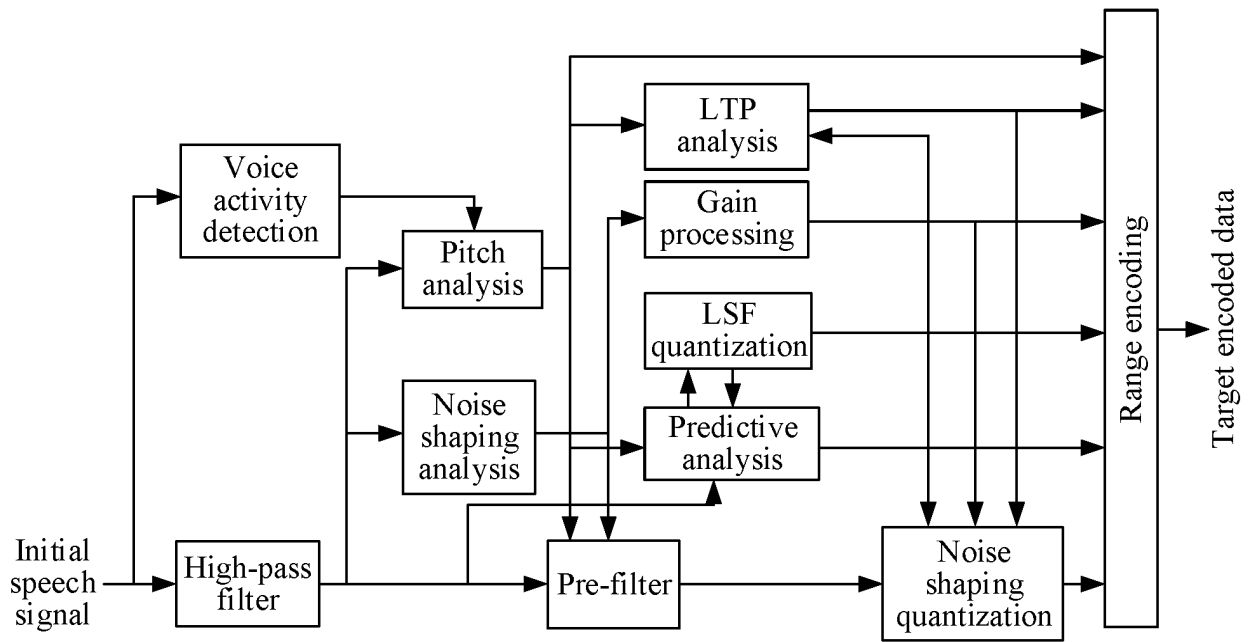 LTP
analysis
Voice
activity
detection
Gain
processing
Pitch
analysis
LSF
quantization
Noise
shaping
analysis
Predictive
analysis
Initial
speech
signal
High-pass
filter
Pre-filter
Noise
shaping
quantization
Range encoding
Target encoded data